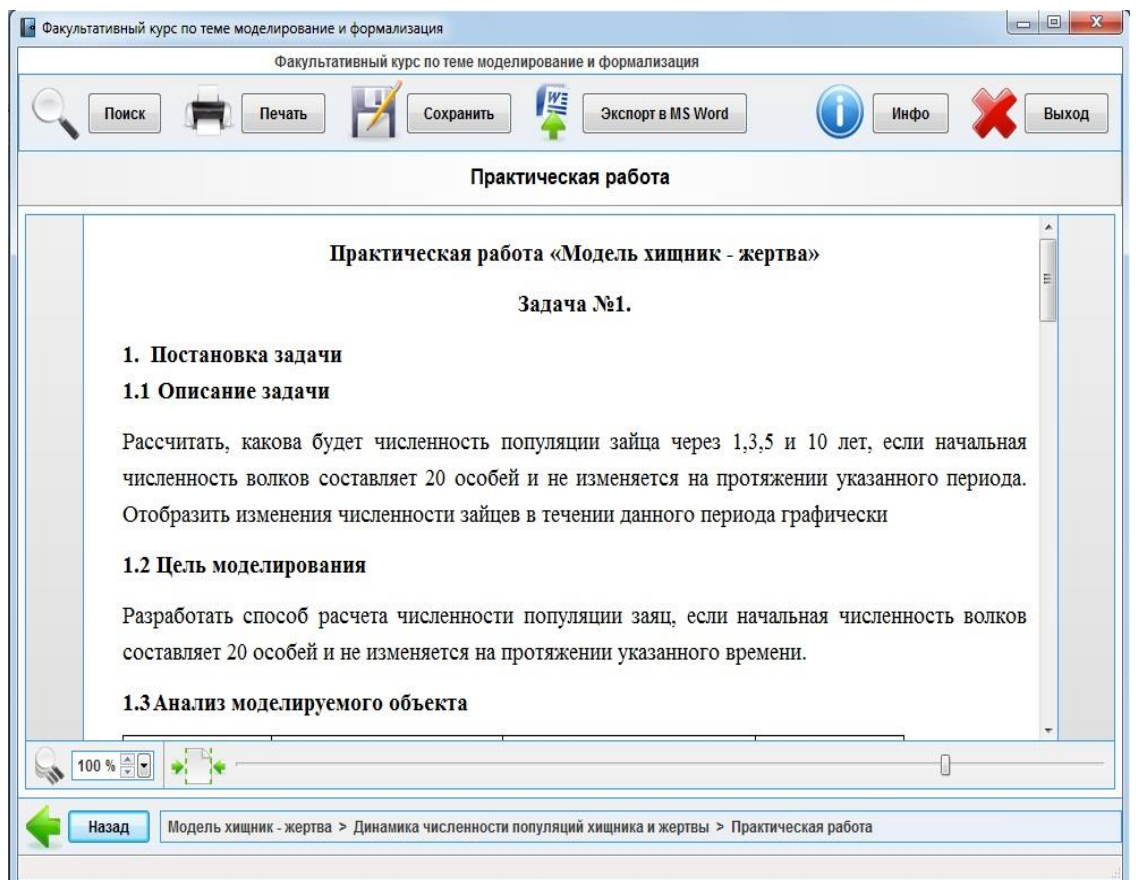 Факультативный курс по теме моделирование и формализация
Факультативный курс по теме моделирование и формализация
Поиск
Печать
Сохранить
Экспорт в MS Word
Инфо
Выход
Практическая работа
Практическая работа «Модель хищник - жертва»
Задача №1.
1. Постановка задачи
1.1 Описание задачи
Рассчитать, какова будет численность популяции зайца через 1,3,5 и 10 лет, если начальная
численность волков составляет 20 особей и не изменяется на протяжении указанного периода.
Отобразить изменения численности зайцев в течении данного периода графически
1.2 Цель моделирования
Разработать способ расчета численности популяции заяц, если начальная численность волков
составляет 20 особей и не изменяется на протяжении указанного времени.
1.3 Анализ моделируемого объекта
100 %
Назад
Модель хищник - жертва > Динамика численности популяций хищника и жертвы > Практическая работа